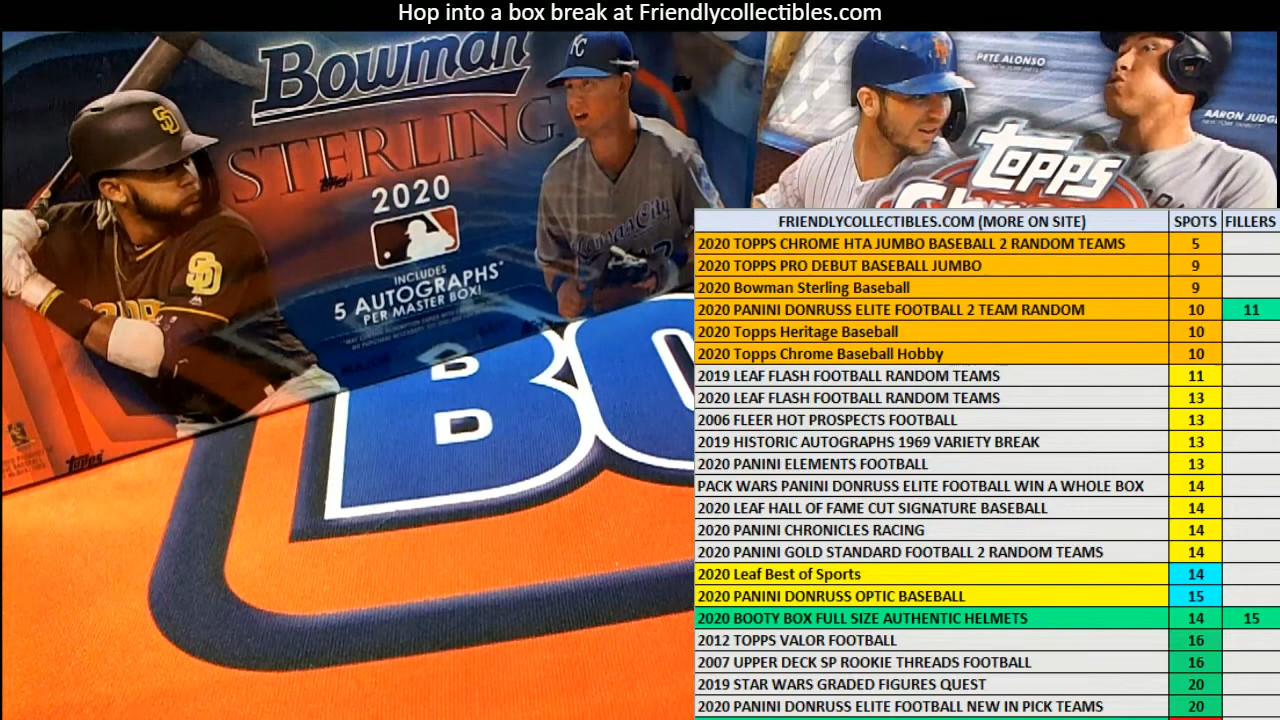 Hop into a box break at Friendlycollectibles.com
Bowman
STERLING
2020
INCLUDES
5 AUTOGRAPHS*
PER MASTER BOX!
KC
Kansas City
SD
SD
topps
B
B
BO
PETE ALONSO
AARON JUDGE
topps
FRIENDLYCOLLECTIBLES.COM (MORE ON SITE) SPOTS FILLERS
2020 TOPPS CHROME HTA JUMBO BASEBALL 2 RANDOM TEAMS 5
2020 TOPPS PRO DEBUT BASEBALL JUMBO 9
2020 Bowman Sterling Baseball 9
2020 PANINI DONRUSS ELITE FOOTBALL 2 TEAM RANDOM 10 11
2020 Topps Heritage Baseball 10
2020 Topps Chrome Baseball Hobby 10
2019 LEAF FLASH FOOTBALL RANDOM TEAMS 11
2020 LEAF FLASH FOOTBALL RANDOM TEAMS 13
2006 FLEER HOT PROSPECTS FOOTBALL 13
2019 HISTORIC AUTOGRAPHS 1969 VARIETY BREAK 13
2020 PANINI ELEMENTS FOOTBALL 13
PACK WARS PANINI DONRUSS ELITE FOOTBALL WIN A WHOLE BOX 14
2020 LEAF HALL OF FAME CUT SIGNATURE BASEBALL 14
2020 PANINI CHRONICLES RACING 14
2020 PANINI GOLD STANDARD FOOTBALL 2 RANDOM TEAMS 14
2020 Leaf Best of Sports 14
2020 PANINI DONRUSS OPTIC BASEBALL 15
2020 BOOTY BOX FULL SIZE AUTHENTIC HELMETS 14 15
2012 TOPPS VALOR FOOTBALL 16
2007 UPPER DECK SP ROOKIE THREADS FOOTBALL 16
2019 STAR WARS GRADED FIGURES QUEST 20
2020 PANINI DONRUSS ELITE FOOTBALL NEW IN PICK TEAMS 20